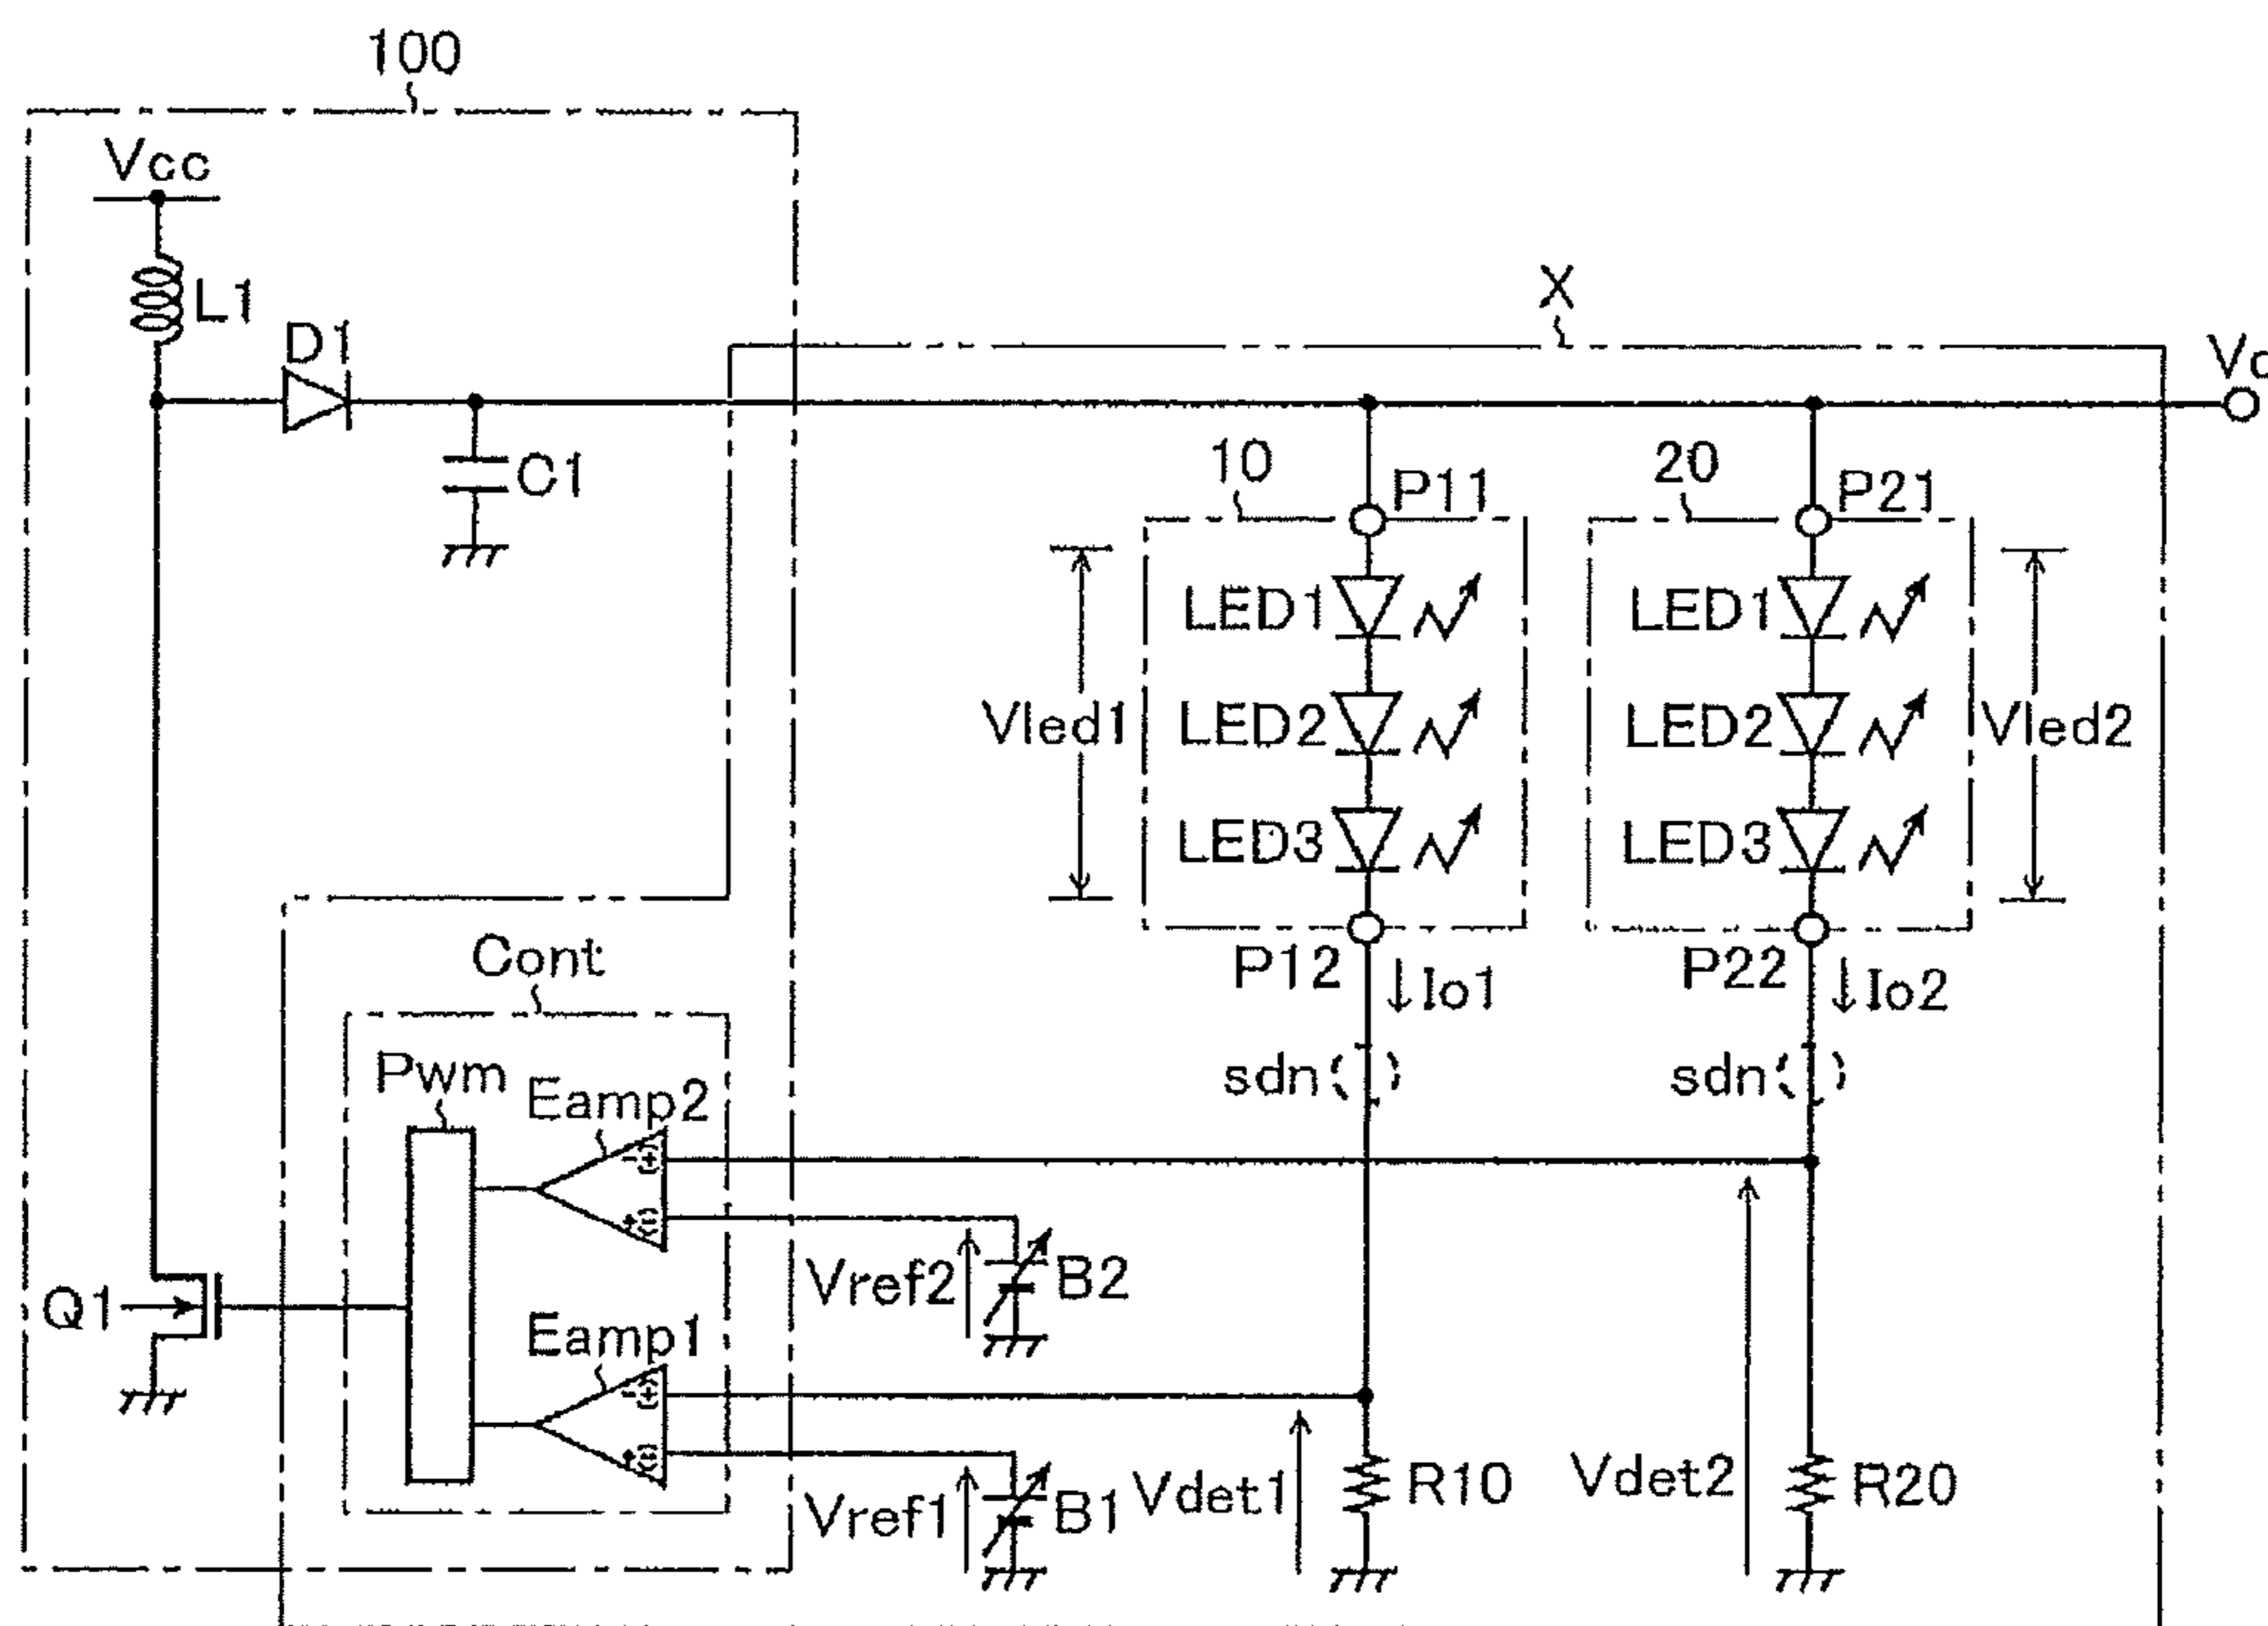 100
Vcc
L1
D1
X
C1
10
P11
20
P21
LED1
LED1
Vled1
LED2
LED2
Vled2
LED3
LED3
Cont
P12
Io1
P22
Io2
Pwm
Eamp2
sdn
sdn
-(+)
+(-)
Vref2
B2
Q1
Eamp1
-(+)
+(-)
Vref1
B1
Vdet1
R10
Vdet2
R20